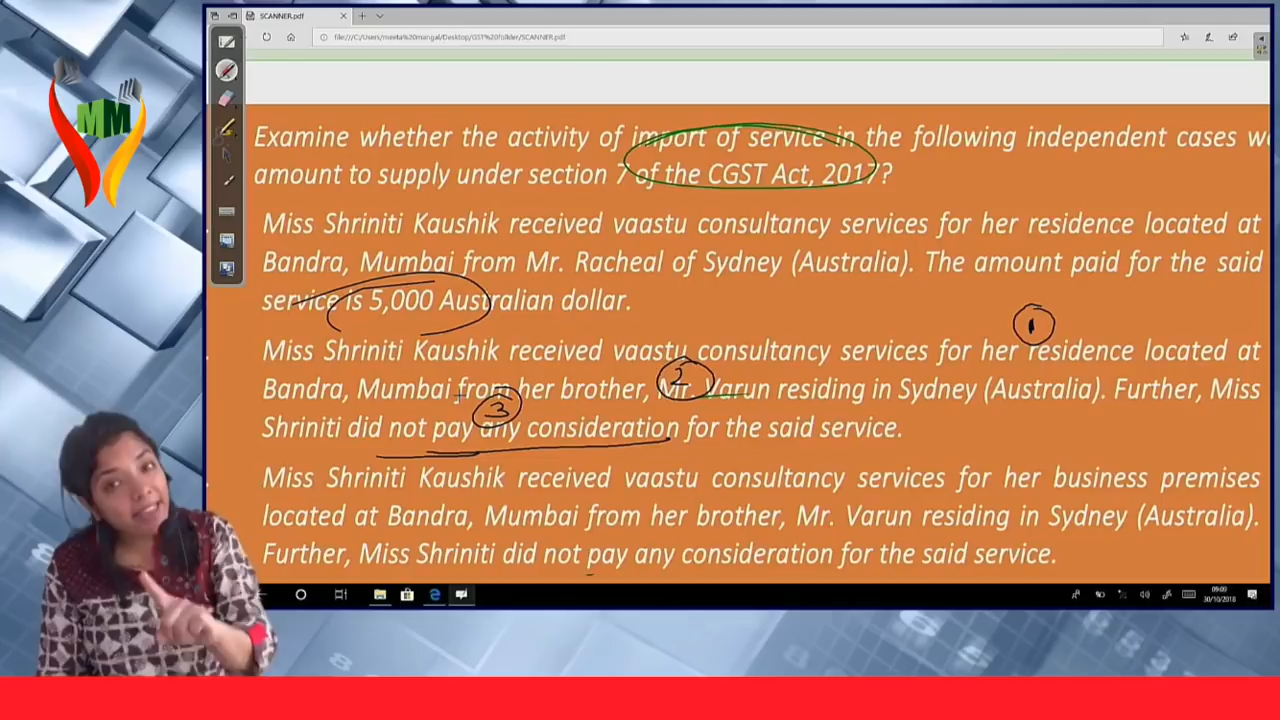 SCANNER.pdf
file:///C:/Users/meeta%20mangal/Desktop/GST%20folkler/SCANNER.pdf
MM
Examine whether the activity of import of service in the following independent cases w
amount to supply under section 7 of the CGST Act, 2017?
Miss Shriniti Kaushik received vaastu consultancy services for her residence located at
Bandra, Mumbai from Mr. Racheal of Sydney (Australia). The amount paid for the said
service is 5,000 Australian dollar.
1
Miss Shriniti Kaushik received vaastu consultancy services for her residence located at
2
Bandra, Mumbai from her brother, Mr. Varun residing in Sydney (Australia). Further, Miss
3
Shriniti did not pay any consideration for the said service.
Miss Shriniti Kaushik received vaastu consultancy services for her business premises
located at Bandra, Mumbai from her brother, Mr. Varun residing in Sydney (Australia).
Further, Miss Shriniti did not pay any consideration for the said service.
09:09
30/10/2018